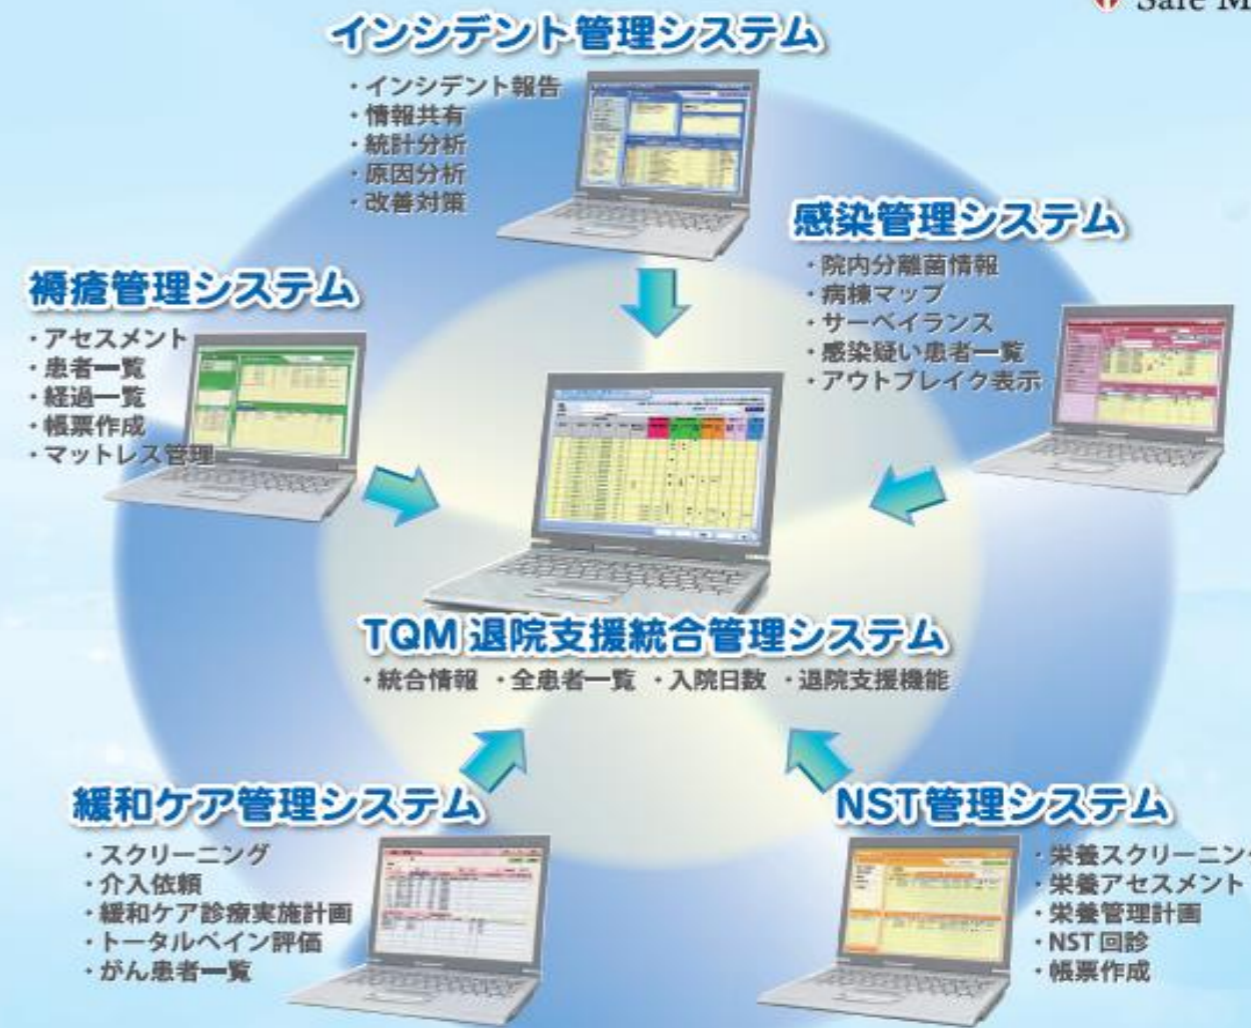 Safe M
インシデント管理システム
・インシデント報告
・情報共有
・統計分析
・原因分析
・改善対策
感染管理システム
・院内分離菌情報
・病棟マップ
・サーベイランス
・感染疑い患者一覧
・アウトブレイク表示
褥瘡管理システム
・アセスメント
・患者一覧
・経過一覧
・帳票作成
・マットレス管理
TQM 退院支援統合管理システム
・統合情報 ・全患者一覧 ・入院日数 ・退院支援機能
緩和ケア管理システム
・スクリーニング
・介入依頼
・緩和ケア診療実施計画
・トータルペイン評価
・がん患者一覧
NST管理システム
・栄養スクリーニング
・栄養アセスメント
・栄養管理計画
・NST 回診
・帳票作成